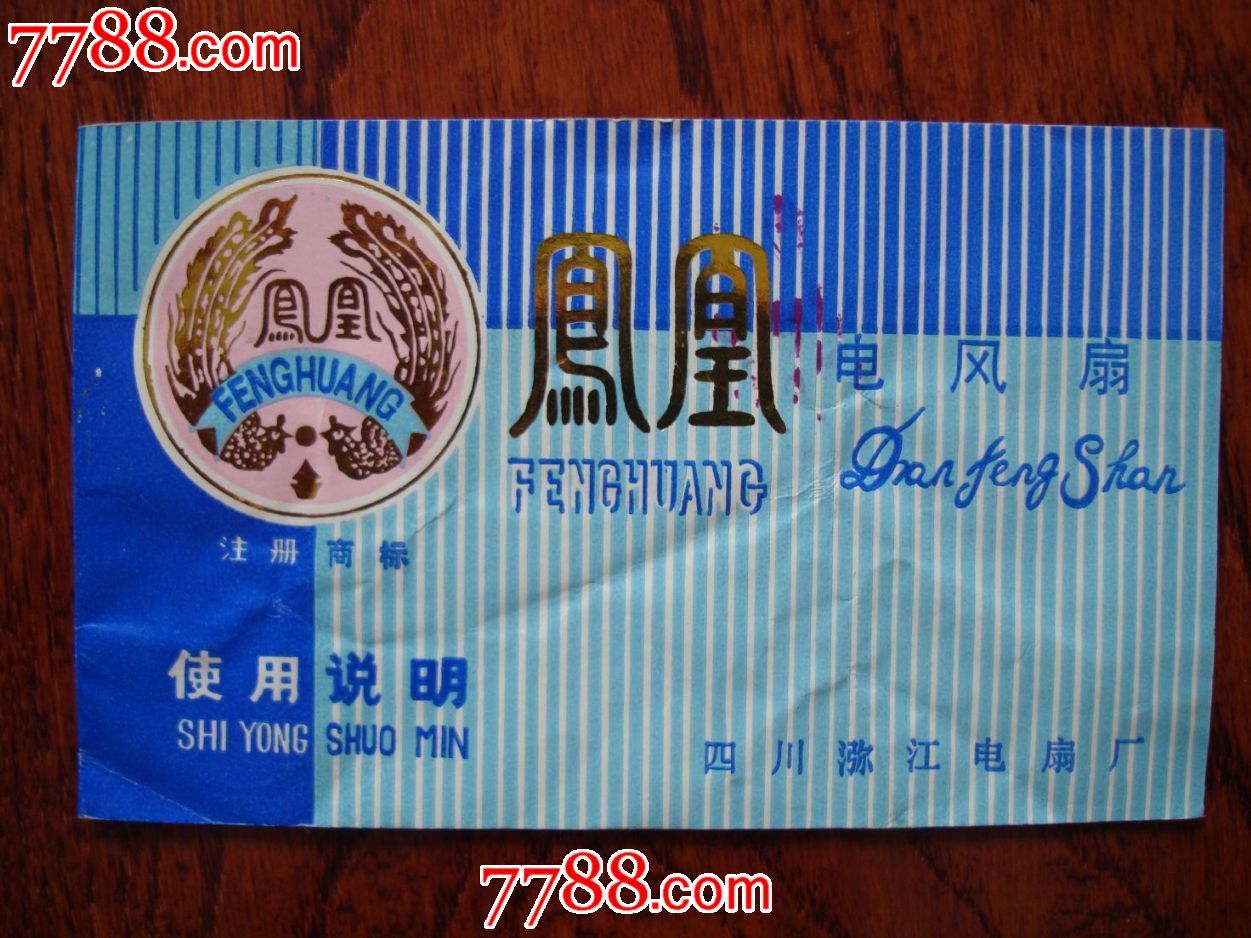 7788.com
鳳凰
FENGHUANG
鳳凰
FENGHUANG
电风扇
Dian feng Shan
注册商标
使用说明
SHI YONG SHUO MIN
四川 江电扇厂
7788.com